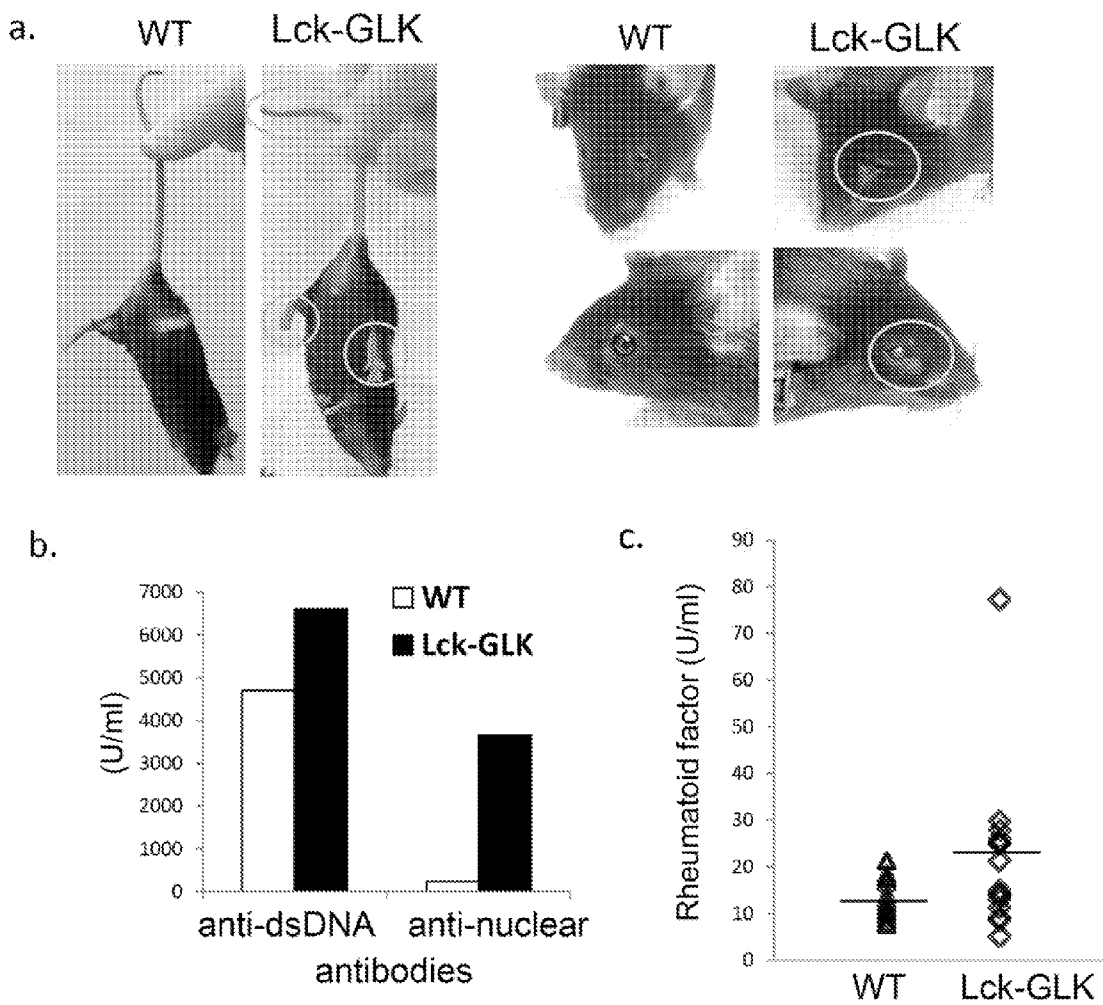 a.
WT
Lck-GLK
WT
Lck-GLK
b.
7000
6000
5000
4000
3000
2000
1000
0
(U/ml)
WT
Lck-GLK
anti-dsDNA
anti-nuclear
antibodies
c.
90
80
70
60
50
40
30
20
10
0
Rheumatoid factor (U/ml)
WT
Lck-GLK